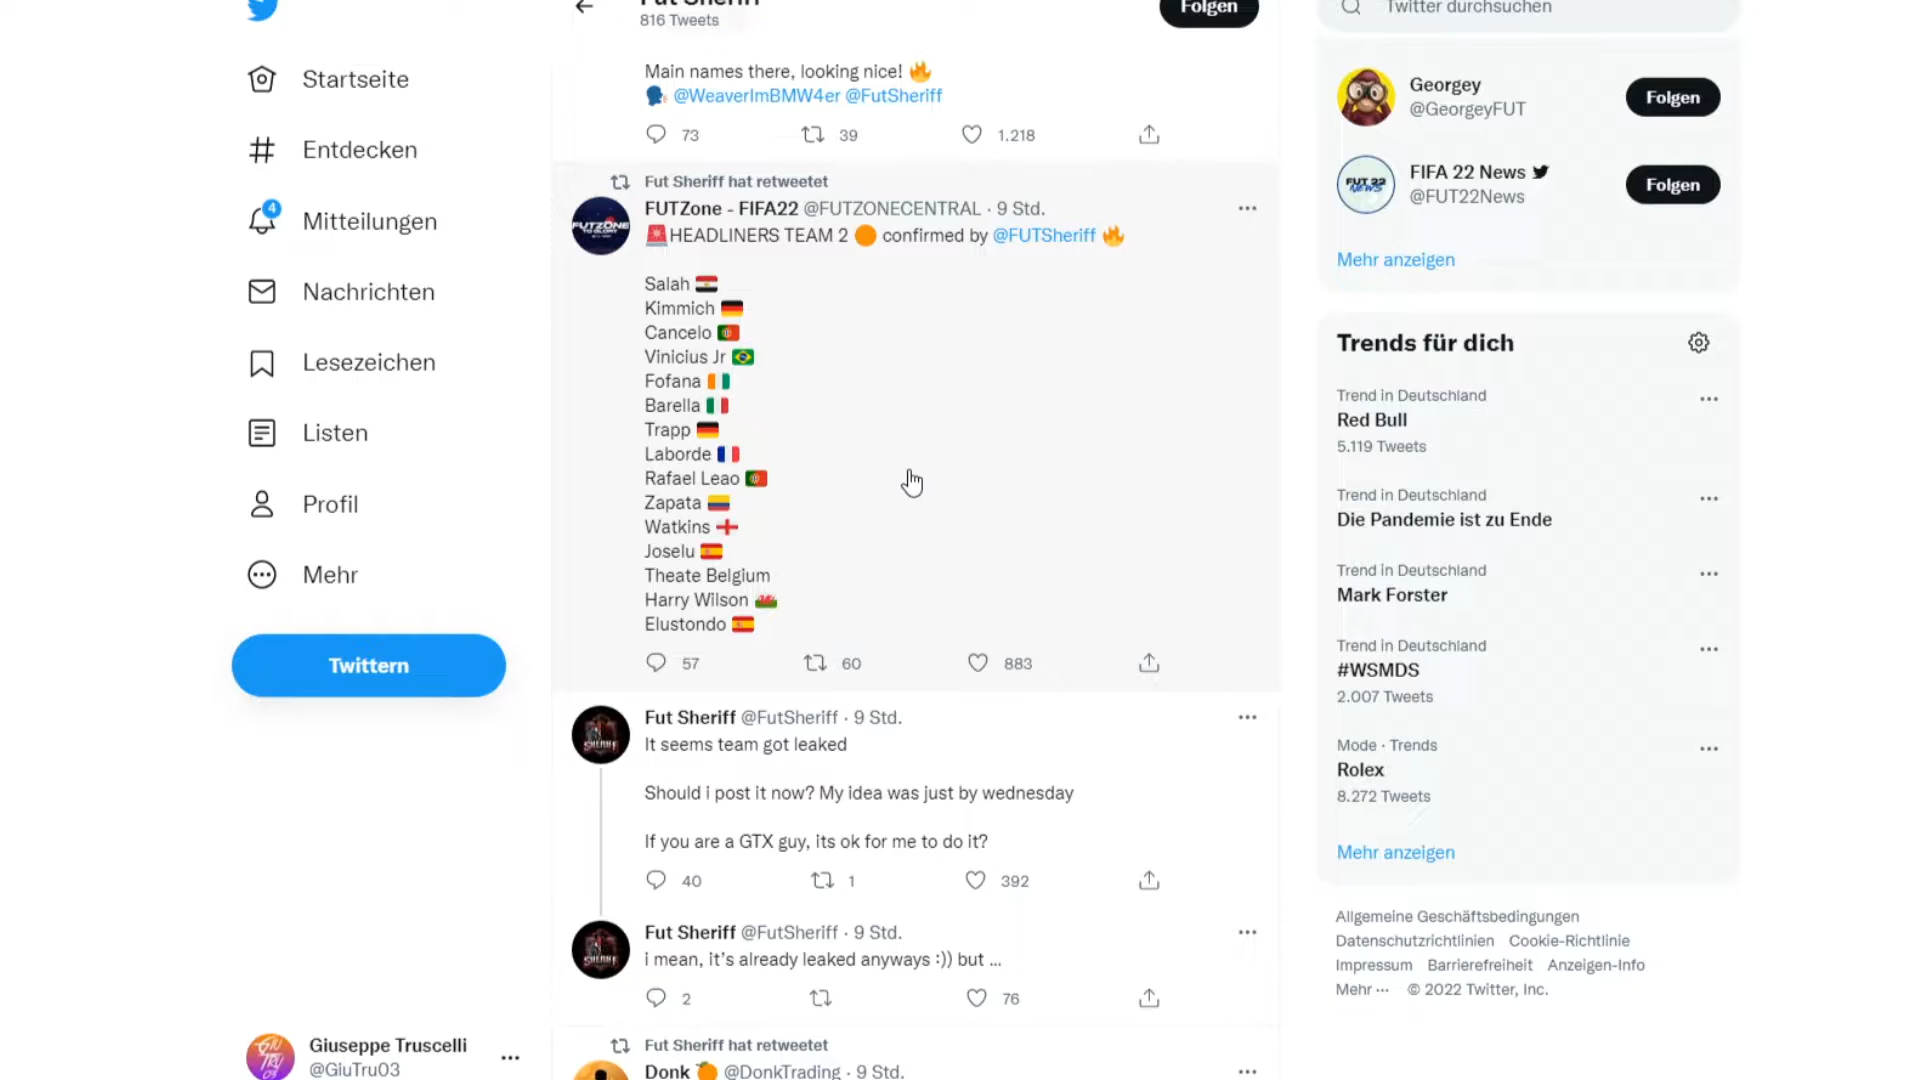 Fut Sheriff
816 Tweets
Folgen
Twitter durchsuchen
Startseite
Entdecken
4
Mitteilungen
Nachrichten
Lesezeichen
Listen
Profil
Mehr
Twittern
Giuseppe Truscelli
@GiuTru03
Main names there, looking nice! 🔥
🗣 @WeaverImBMW4er @FutSheriff
73 39 1.218
Fut Sheriff hat retweetet
FUTZone - FIFA22 @FUTZONECENTRAL · 9 Std.
🚨HEADLINERS TEAM 2 🟠 confirmed by @FUTSheriff 🔥
Salah 🇪🇬
Kimmich 🇩🇪
Cancelo 🇵🇹
Vinicius Jr 🇧🇷
Fofana 🇨🇮
Barella 🇮🇹
Trapp 🇩🇪
Laborde 🇫🇷
Rafael Leao 🇵🇹
Zapata 🇨🇴
Watkins 🏴󠁧󠁢󠁥󠁮󠁧󠁿
Joselu 🇪🇸
Theate Belgium
Harry Wilson 🏴󠁧󠁢󠁷󠁬󠁳󠁿
Elustondo 🇪🇸
57 60 883
Fut Sheriff @FutSheriff · 9 Std.
It seems team got leaked
Should i post it now? My idea was just by wednesday
If you are a GTX guy, its ok for me to do it?
40 1 392
Fut Sheriff @FutSheriff · 9 Std.
i mean, it's already leaked anyways :)) but ...
2 76
Fut Sheriff hat retweetet
Donk 🍊 @DonkTrading · 9 Std.
Georgey
@GeorgeyFUT
Folgen
FUT 22
NEWS
FIFA 22 News
@FUT22News
Folgen
Mehr anzeigen
Trends für dich
Trend in Deutschland
Red Bull
5.119 Tweets
Trend in Deutschland
Die Pandemie ist zu Ende
Trend in Deutschland
Mark Forster
Trend in Deutschland
#WSMDS
2.007 Tweets
Mode · Trends
Rolex
8.272 Tweets
Mehr anzeigen
Allgemeine Geschäftsbedingungen
Datenschutzrichtlinien Cookie-Richtlinie
Impressum Barrierefreiheit Anzeigen-Info
Mehr ··· © 2022 Twitter, Inc.